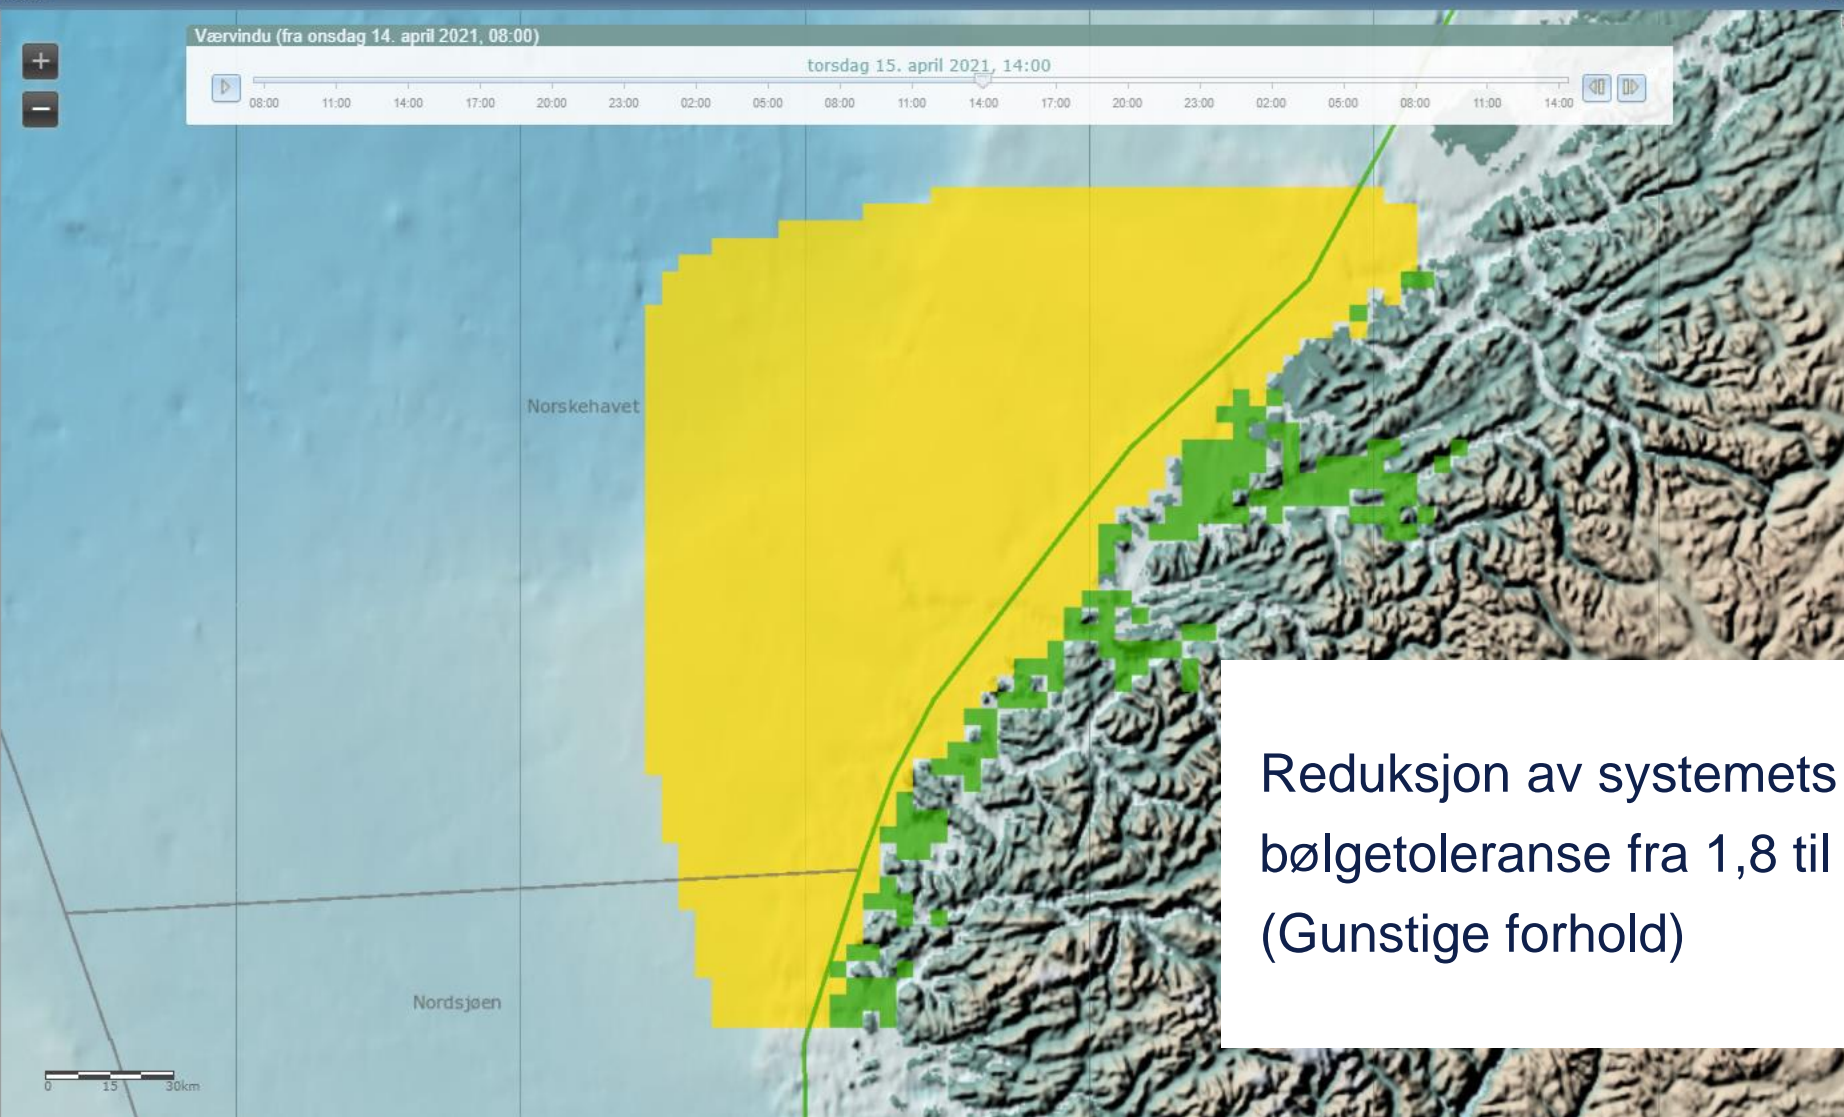 Værvindu (fra onsdag 14. april 2021, 08:00)
torsdag 15. april 2021, 14:00
08:00 11:00 14:00 17:00 20:00 23:00 02:00 05:00 08:00 11:00 14:00 17:00 20:00 23:00 02:00 05:00 08:00 11:00 14:00
Norskehavet
Reduksjon av systemets
bølgetoleranse fra 1,8 til
(Gunstige forhold)
Nordsjøen
0 15 30km